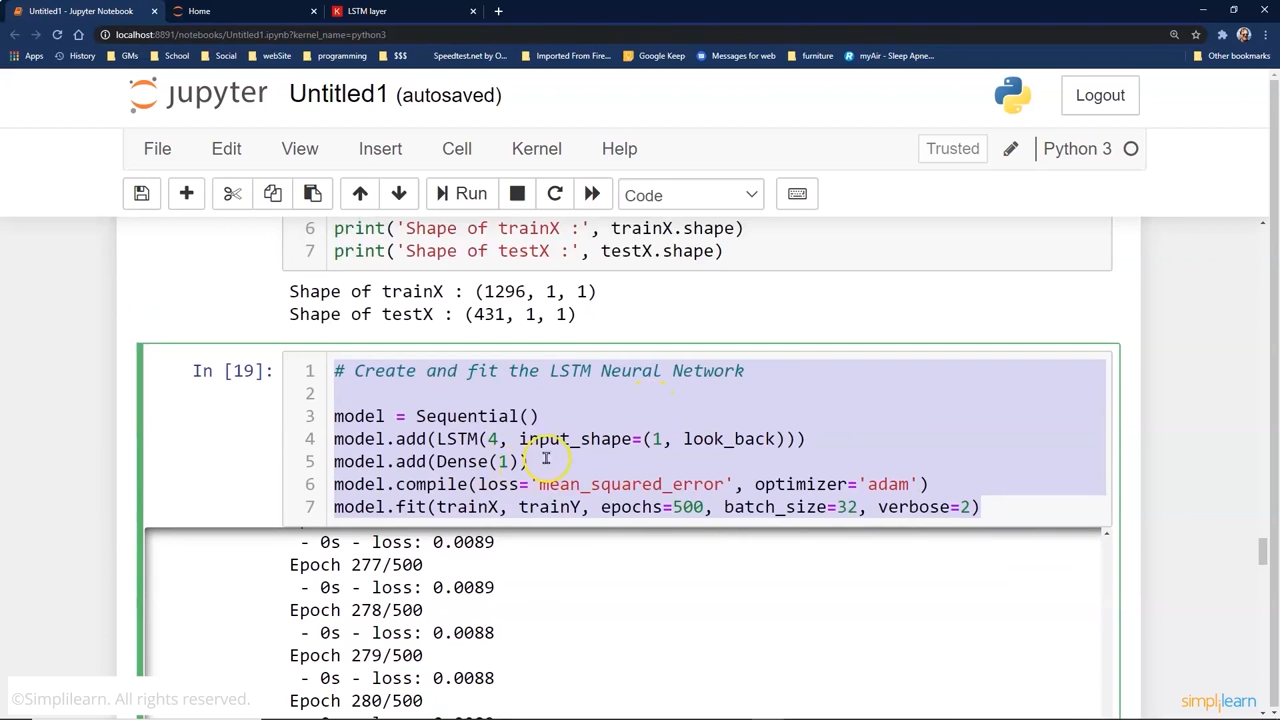 Untitled1 - Jupyter Notebook
Home
LSTM layer
localhost:8891/notebooks/Untitled1.ipynb?kernel_name=python3
Apps
History
GMs
School
Social
webSite
programming
$$$
Speedtest.net by O...
Imported From Fire...
Google Keep
Messages for web
furniture
myAir - Sleep Apne...
Other bookmarks
jupyter Untitled1 (autosaved)
Logout
File Edit View Insert Cell Kernel Help
Trusted
Python 3
Run
Code
6 print('Shape of trainX :', trainX.shape)
7 print('Shape of testX :', testX.shape)
Shape of trainX : (1296, 1, 1)
Shape of testX : (431, 1, 1)
In [19]:
1 # Create and fit the LSTM Neural Network
2
3 model = Sequential()
4 model.add(LSTM(4, input_shape=(1, look_back)))
5 model.add(Dense(1))
6 model.compile(loss='mean_squared_error', optimizer='adam')
7 model.fit(trainX, trainY, epochs=500, batch_size=32, verbose=2)
- 0s - loss: 0.0089
Epoch 277/500
- 0s - loss: 0.0089
Epoch 278/500
- 0s - loss: 0.0088
Epoch 279/500
- 0s - loss: 0.0088
Epoch 280/500
©Simplilearn. All rights reserved.
simplilearn